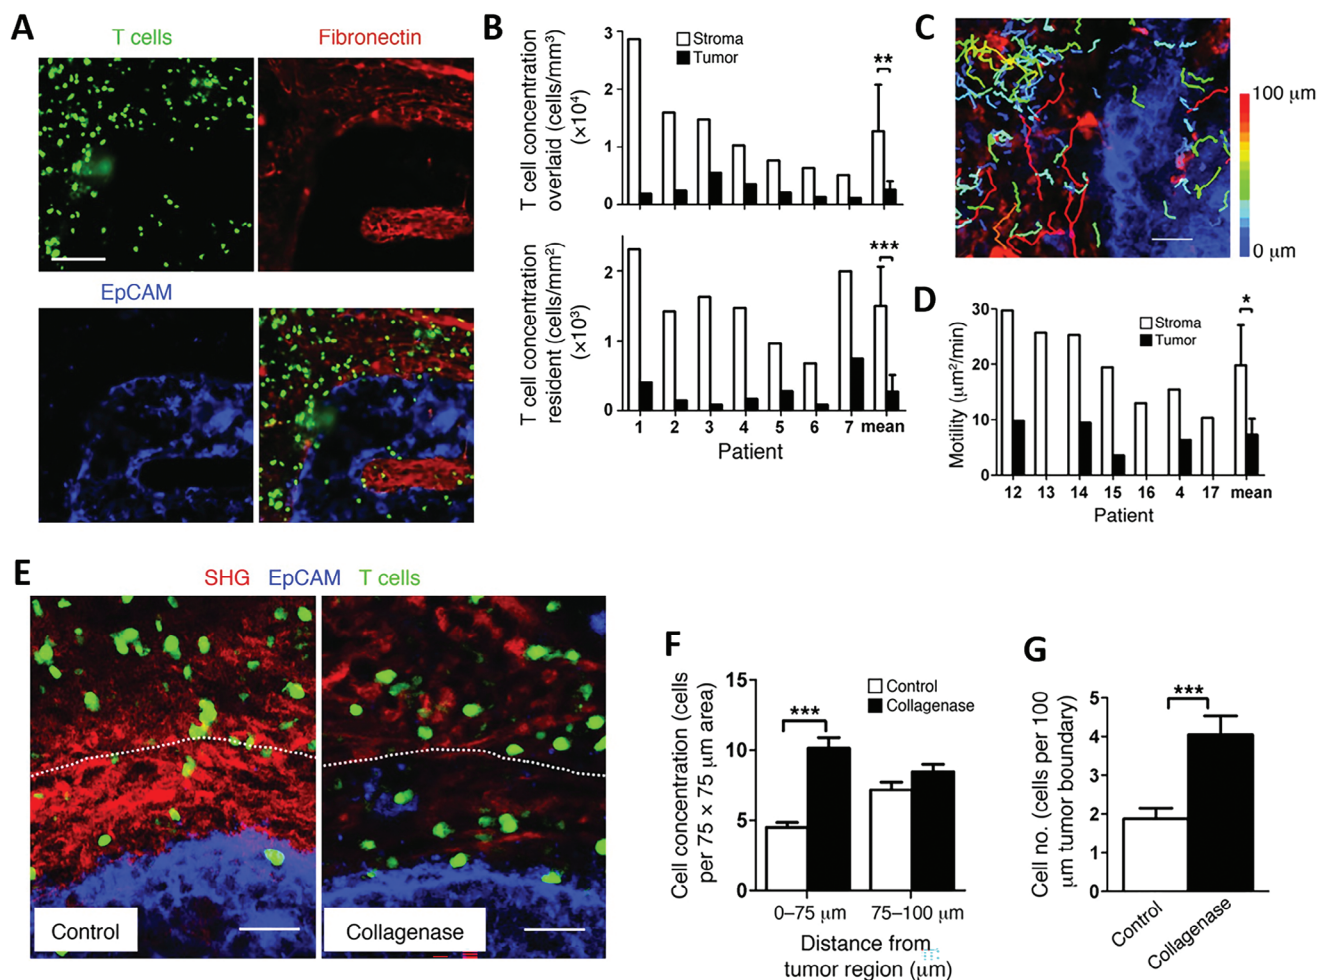 A
T cells
Fibronectin
EpCAM
B
T cell concentration
overlaid (cells/mm³)
(×10⁴)
3
2
1
0
Stroma
Tumor
**
T cell concentration
resident (cells/mm²)
(×10³)
2
1
0
***
1 2 3 4 5 6 7 mean
Patient
C
100 µm
0 µm
D
Motility (µm²/min)
30
20
10
0
Stroma
Tumor
*
12 13 14 15 16 4 17 mean
Patient
E
SHG EpCAM T cells
Control
Collagenase
F
Cell concentration (cells
per 75 × 75 µm area)
15
10
5
0
Control
Collagenase
***
0–75 µm 75–100 µm
Distance from
tumor region (µm)
G
Cell no. (cells per 100
µm tumor boundary)
5
4
3
2
1
0
***
Control
Collagenase